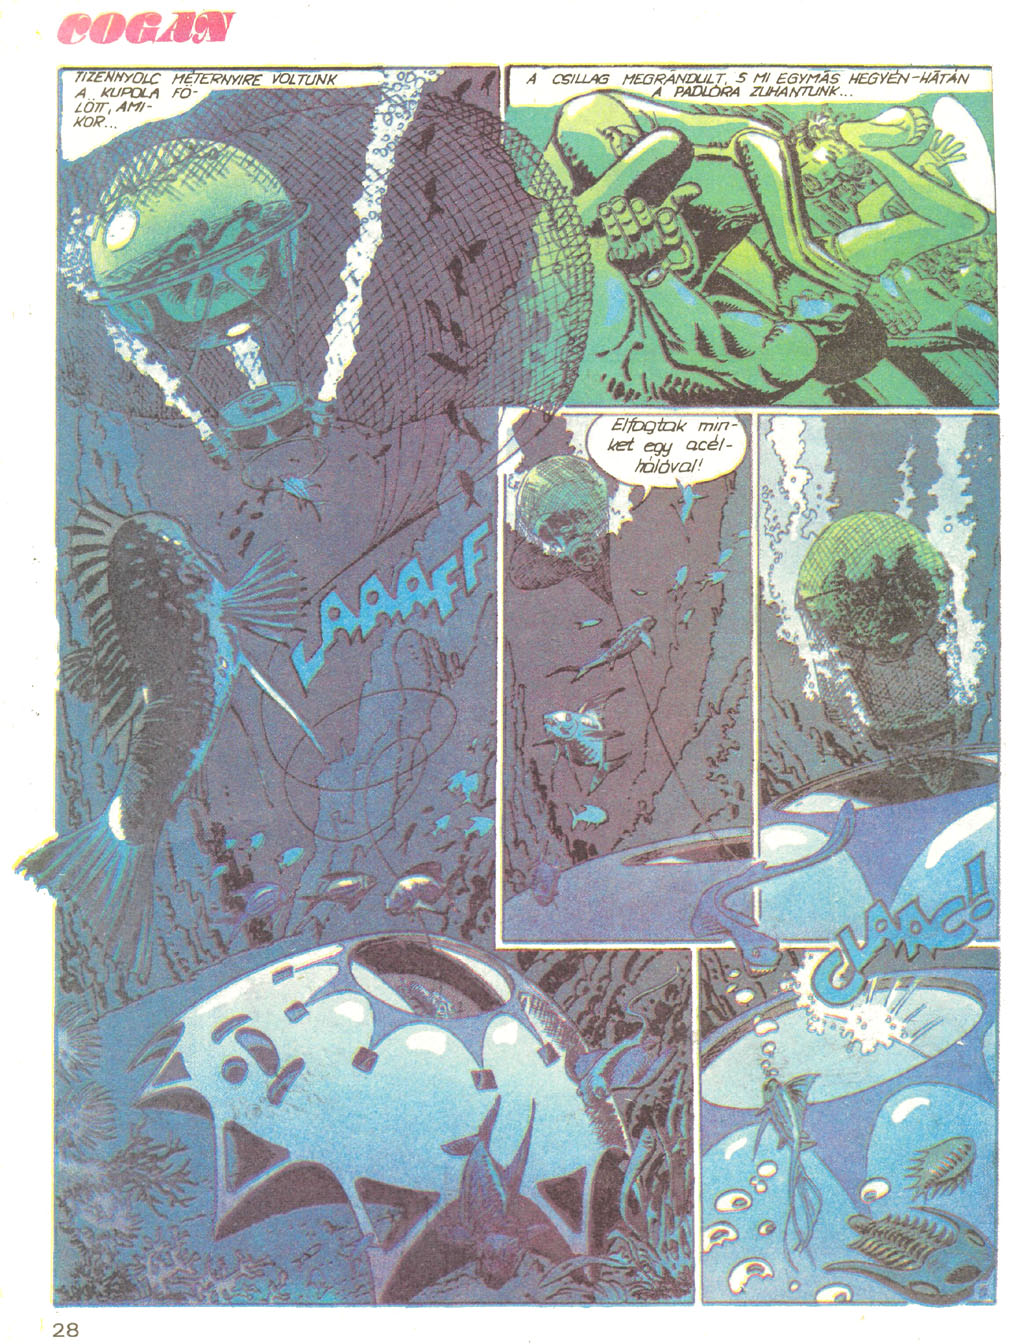 COGAN
TIZENNYOLC MÉTERNYIRE VOLTUNK
A KUPOLA FÖ-
LÖTT, AMI-
KOR...
A CSILLAG MEGRÁNDULT, S MI EGYMÁS HEGYÉN-HÁTÁN
A PADLÓRA ZUHANTUNK...
Elfogtak min-
ket egy acél-
hálóval!
JAAAFF
CLAAC!
28